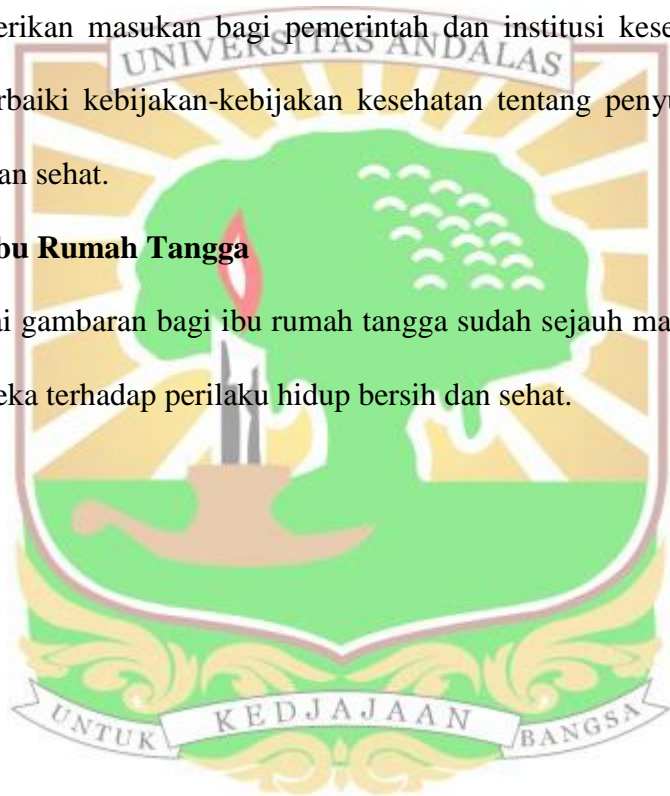 erikan masukan bagi pemerintah dan institusi kese
UNIVERSITAS ANDALAS
rbaiki kebijakan-kebijakan kesehatan tentang penyu
an sehat.
bu Rumah Tangga
ai gambaran bagi ibu rumah tangga sudah sejauh ma
eka terhadap perilaku hidup bersih dan sehat.
UNTUK KEDJAJAAN BANGSA